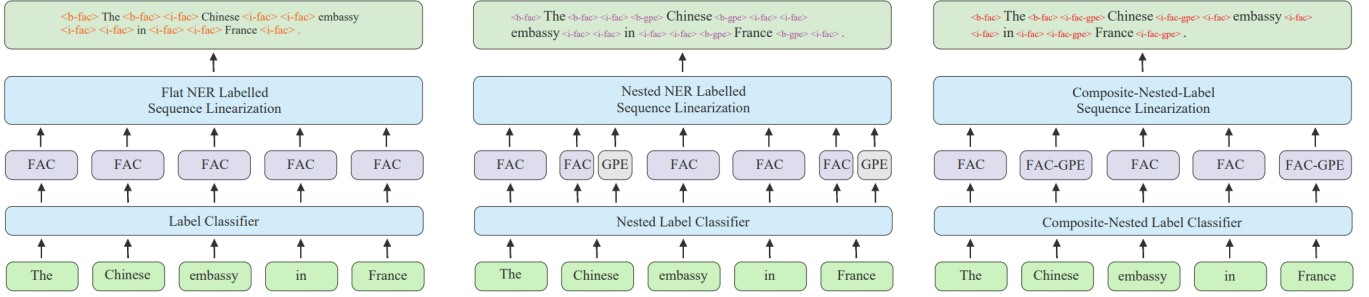 <b-fac> The <b-fac> <i-fac> Chinese <i-fac> <i-fac> embassy
<i-fac> <i-fac> in <i-fac> <i-fac> France <i-fac> .
Flat NER Labelled
Sequence Linearization
FAC FAC FAC FAC FAC
Label Classifier
The Chinese embassy in France
<b-fac> The <b-fac> <i-fac> <b-gpe> Chinese <b-gpe> <i-fac> <i-fac>
embassy <i-fac> <i-fac> in <i-fac> <i-fac> <b-gpe> France <b-gpe> <i-fac> .
Nested NER Labelled
Sequence Linearization
FAC FAC GPE FAC FAC FAC GPE
Nested Label Classifier
The Chinese embassy in France
<b-fac> The <b-fac> <i-fac-gpe> Chinese <i-fac-gpe> <i-fac> embassy <i-fac>
<i-fac> in <i-fac> <i-fac-gpe> France <i-fac-gpe> .
Composite-Nested-Label
Sequence Linearization
FAC FAC-GPE FAC FAC FAC-GPE
Composite-Nested Label Classifier
The Chinese embassy in France